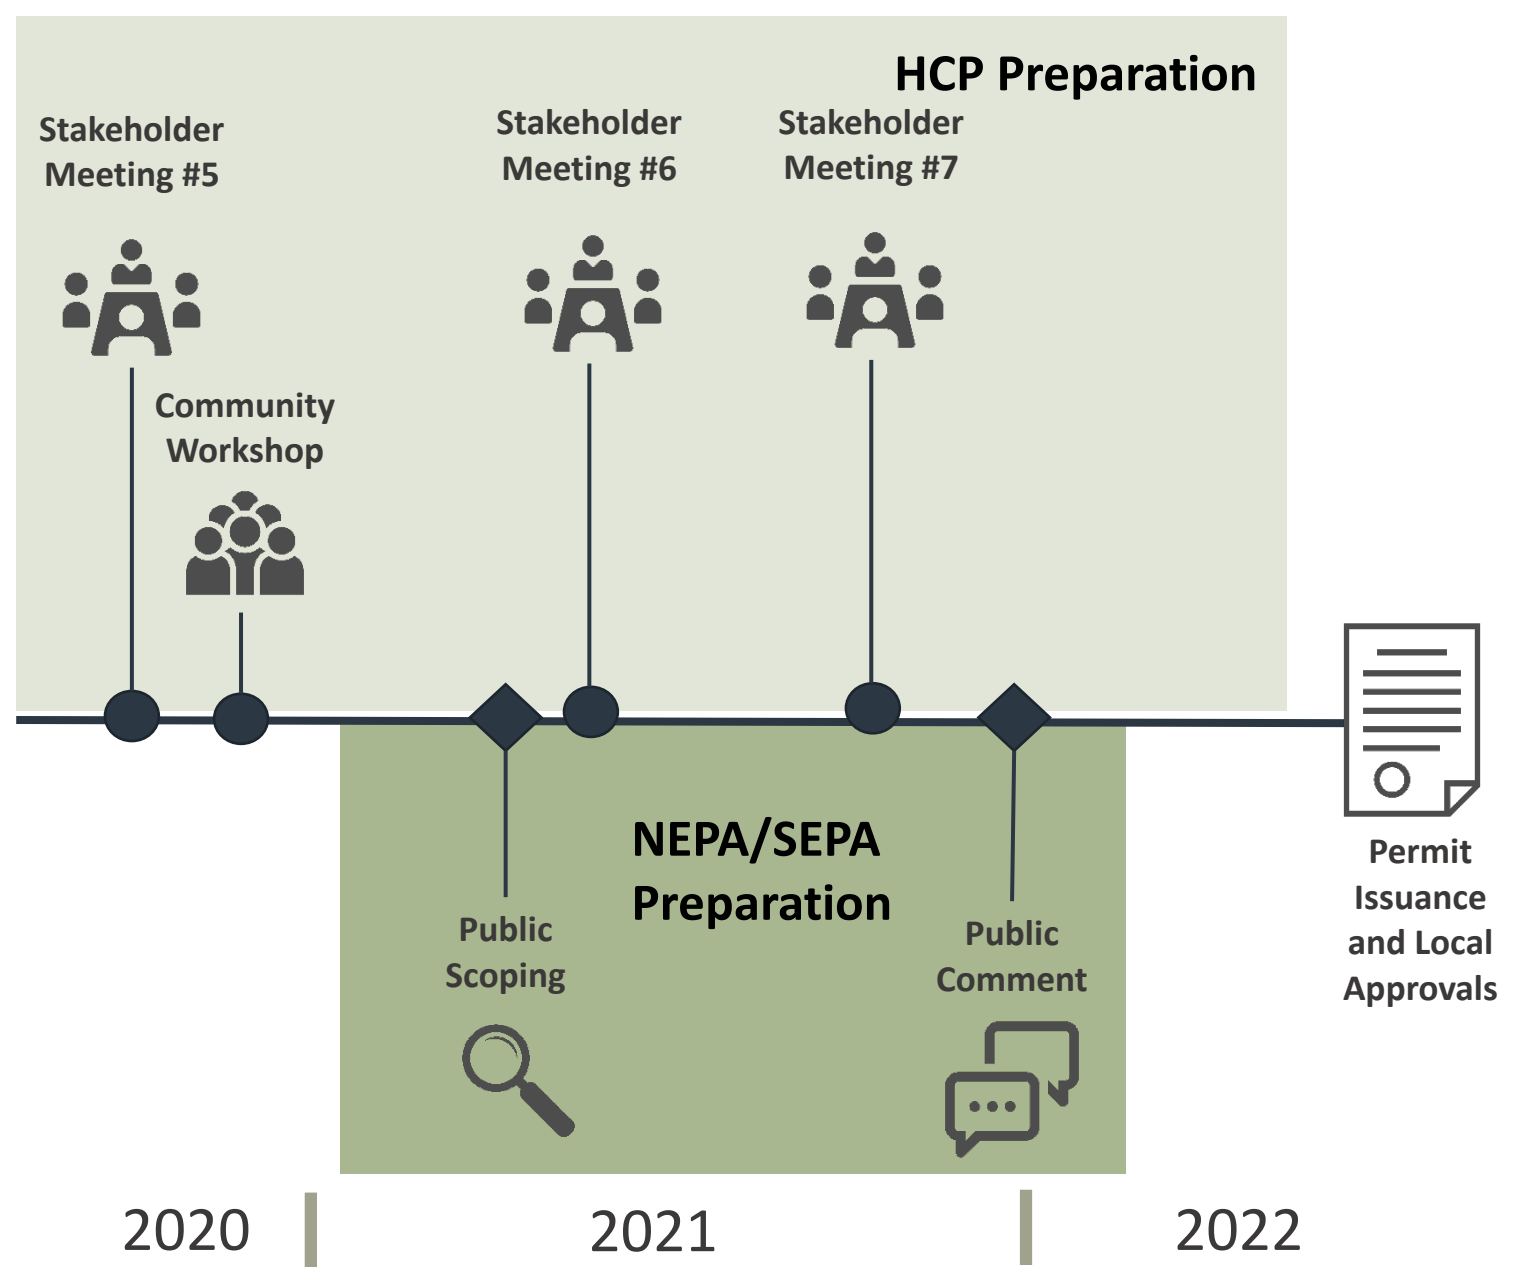 HCP Preparation
Stakeholder
Meeting #5
Stakeholder
Meeting #6
Stakeholder
Meeting #7
Community
Workshop
NEPA/SEPA
Preparation
Public
Scoping
Public
Comment
Permit
Issuance
and Local
Approvals
2020
2021
2022